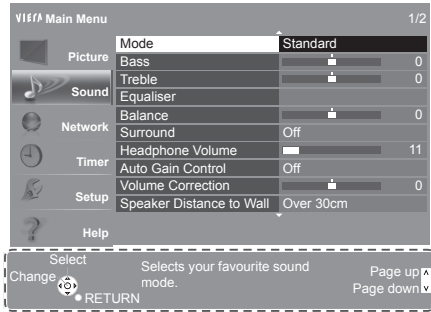 VIErA Main Menu 1/2
Picture
Sound
Network
Timer
Setup
Help
Mode Standard
Bass 0
Treble 0
Equaliser
Balance 0
Surround Off
Headphone Volume 11
Auto Gain Control Off
Volume Correction 0
Speaker Distance to Wall Over 30cm
Select
Change
RETURN
Selects your favourite sound
mode.
Page up
Page down